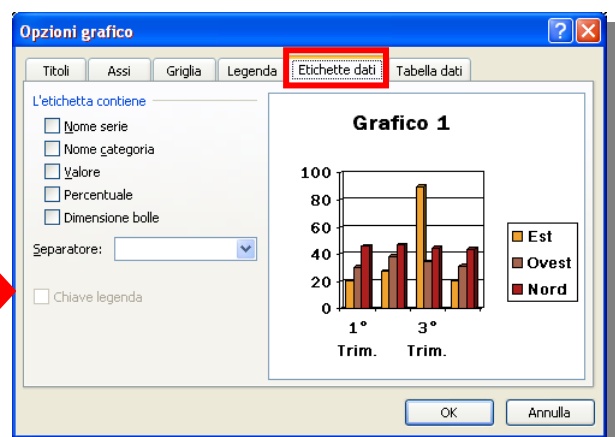 Opzioni grafico
Titoli Assi Griglia Legenda Etichette dati Tabella dati
L'etichetta contiene
Nome serie
Nome categoria
Valore
Percentuale
Dimensione bolle
Separatore:
Chiave legenda
Grafico 1
100
80
60
40
20
0
1° 3°
Trim. Trim.
Est
Ovest
Nord
OK Annulla